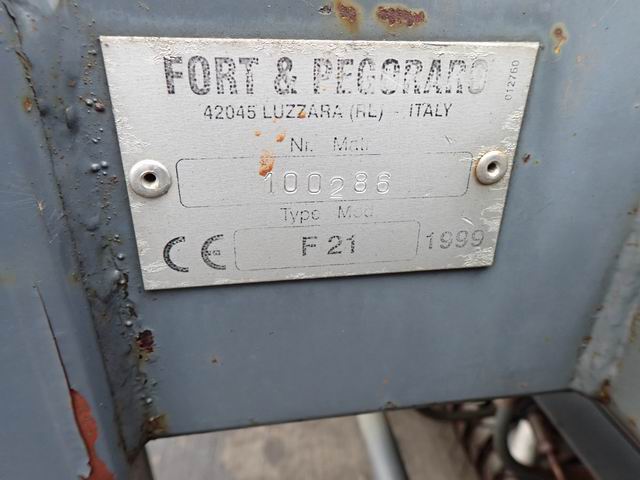 FORT & PEGORARO
42045 LUZZARA (RE) - ITALY
Nr. Matr.
100286
Type Mod.
F 21
CE
1999
012760